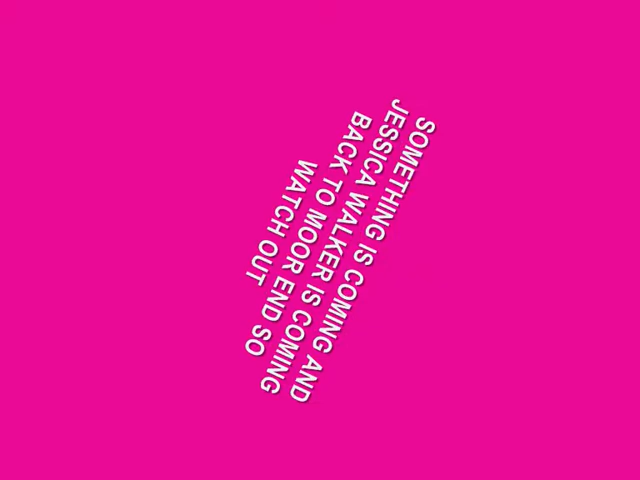 SOMETHING IS COMING AND
JESSICA WALKER IS COMING
BACK TO MOOR END SO
WATCH OUT